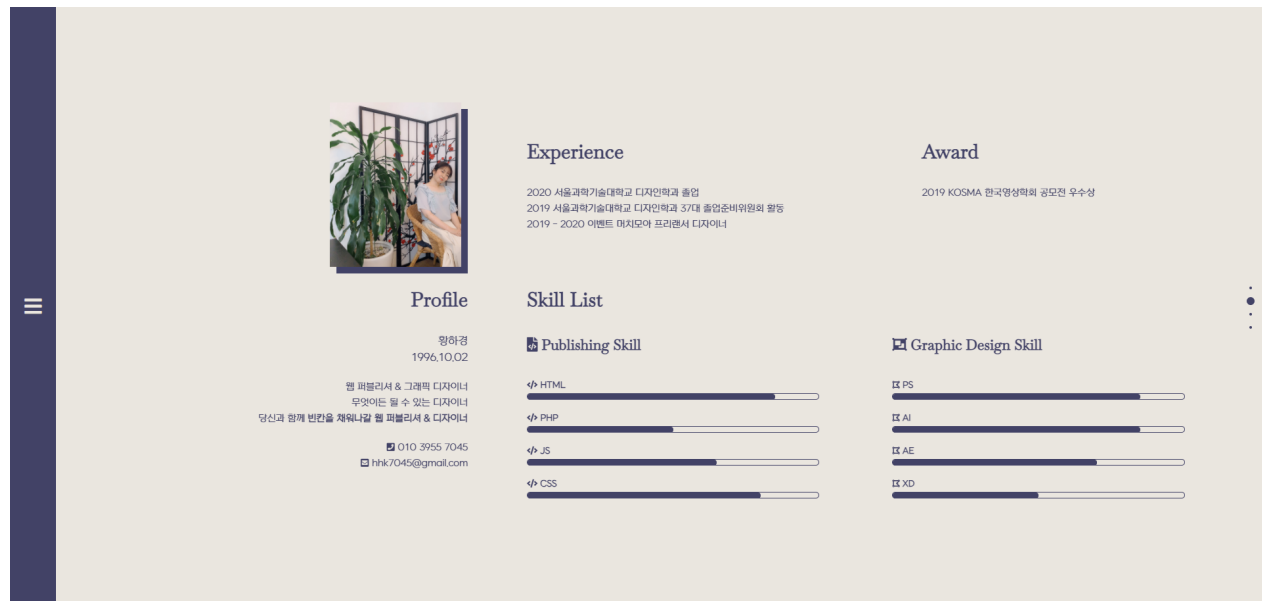 Experience
2020 서울과학기술대학교 디자인학과 졸업
2019 서울과학기술대학교 디자인학과 37대 졸업준비위원회 활동
2019 - 2020 이벤트 머치모아 프리랜서 디자이너
Award
2019 KOSMA 한국영상학회 공모전 우수상
Profile
황하경
1996.10.02
웹 퍼블리셔 & 그래픽 디자이너
무엇이든 될 수 있는 디자이너
당신과 함께 빈칸을 채워나갈 웹 퍼블리셔 & 디자이너
010 3955 7045
hhk7045@gmail.com
Skill List
Publishing Skill
HTML
PHP
JS
CSS
Graphic Design Skill
PS
AI
AE
XD